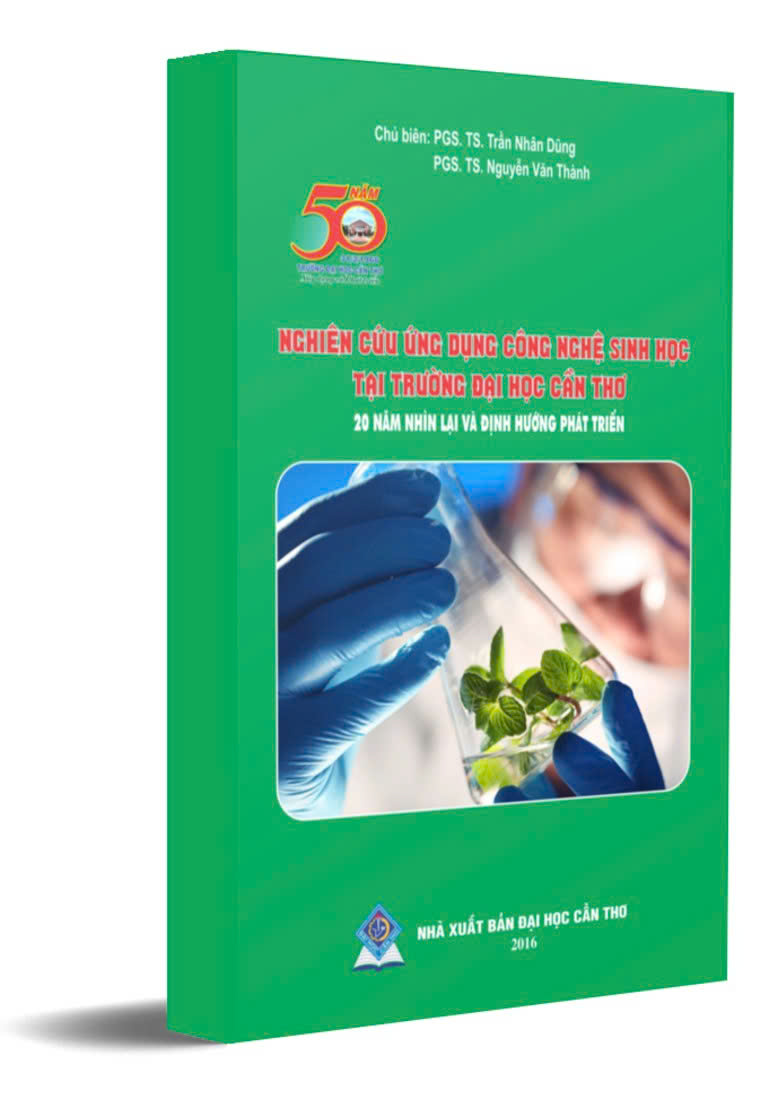 Chủ biên: PGS. TS. Trần Nhân Dũng
PGS. TS. Nguyễn Văn Thành
50 NĂM
TRƯỜNG ĐẠI HỌC CẦN THƠ
NGHIÊN CỨU ỨNG DỤNG CÔNG NGHỆ SINH HỌC
TẠI TRƯỜNG ĐẠI HỌC CẦN THƠ
20 NĂM NHÌN LẠI VÀ ĐỊNH HƯỚNG PHÁT TRIỂN
NHÀ XUẤT BẢN ĐẠI HỌC CẦN THƠ
2016